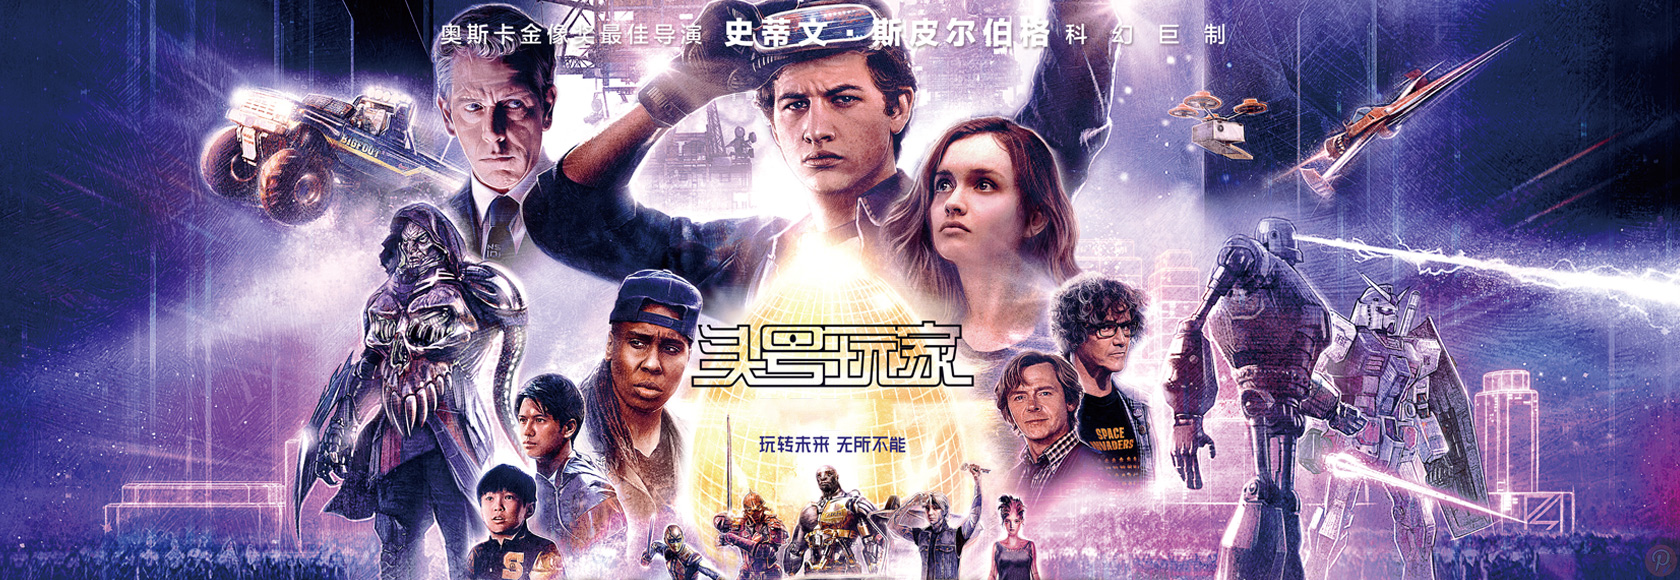 奥斯卡金像奖最佳导演 史蒂文·斯皮尔伯格 科幻巨制
BIGFOOT
头号玩家
SPACE
INVADERS
玩转未来 无所不能
S
P